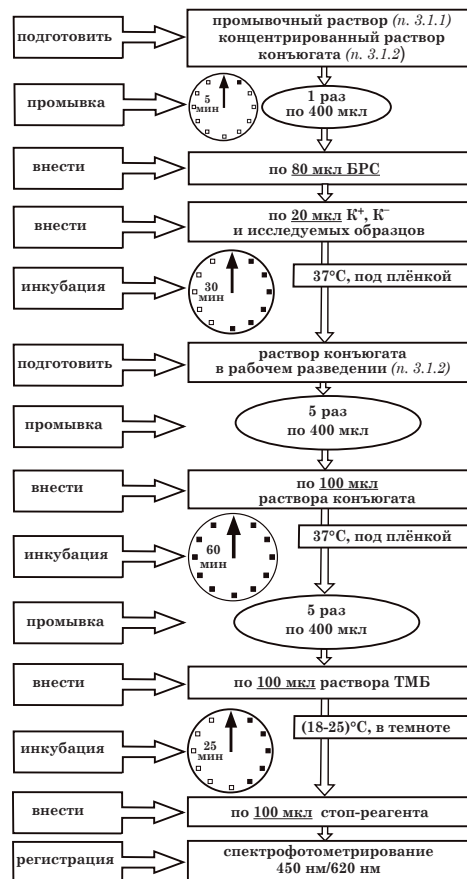 подготовить
промывочный раствор (п. 3.1.1)
концентрированный раствор
конъюгата (п. 3.1.2)
промывка
5
мин
1 раз
по 400 мкл
внести
по 80 мкл БРС
внести
по 20 мкл К⁺, К⁻
и исследуемых образцов
инкубация
30
мин
37°С, под плёнкой
подготовить
раствор конъюгата
в рабочем разведении (п. 3.1.2)
промывка
5 раз
по 400 мкл
внести
по 100 мкл
раствора конъюгата
инкубация
60
мин
37°С, под плёнкой
промывка
5 раз
по 400 мкл
внести
по 100 мкл раствора ТМБ
инкубация
25
мин
(18-25)°С, в темноте
внести
по 100 мкл стоп-реагента
регистрация
спектрофотометрирование
450 нм/620 нм